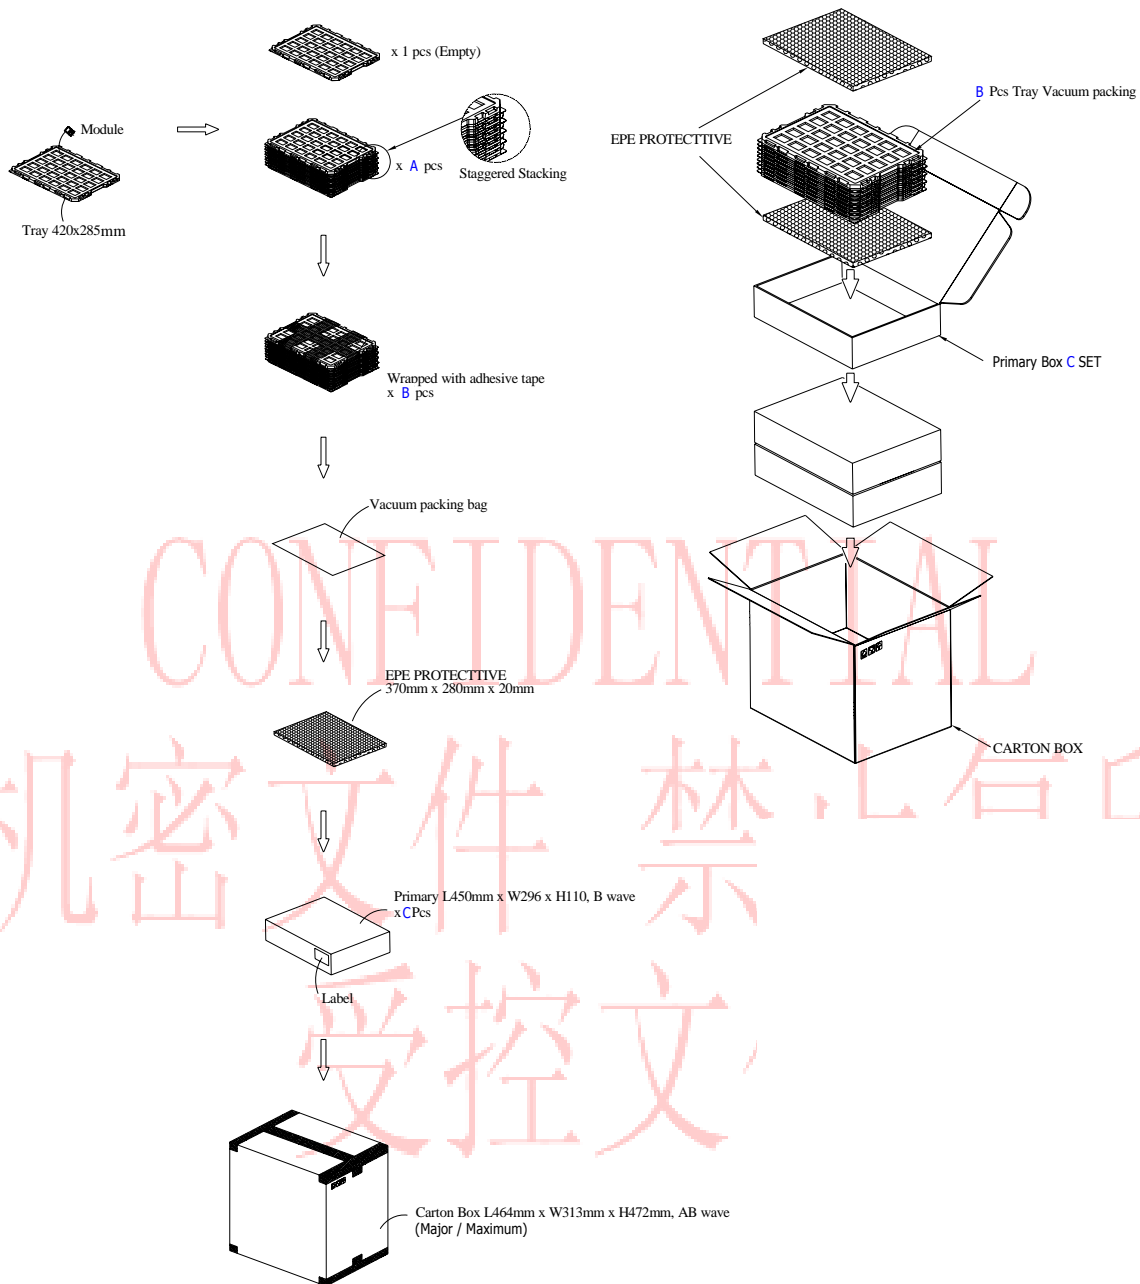 x 1 pcs (Empty)
Module
Tray 420x285mm
x A pcs
Staggered Stacking
Wrapped with adhesive tape
x B pcs
Vacuum packing bag
EPE PROTECTTIVE
370mm x 280mm x 20mm
Primary L450mm x W296 x H110, B wave
xCPcs
Label
Carton Box L464mm x W313mm x H472mm, AB wave
(Major / Maximum)
B Pcs Tray Vacuum packing
EPE PROTECTTIVE
Primary Box C SET
CARTON BOX
CONFIDENTIAL
机密文件 禁
受控文